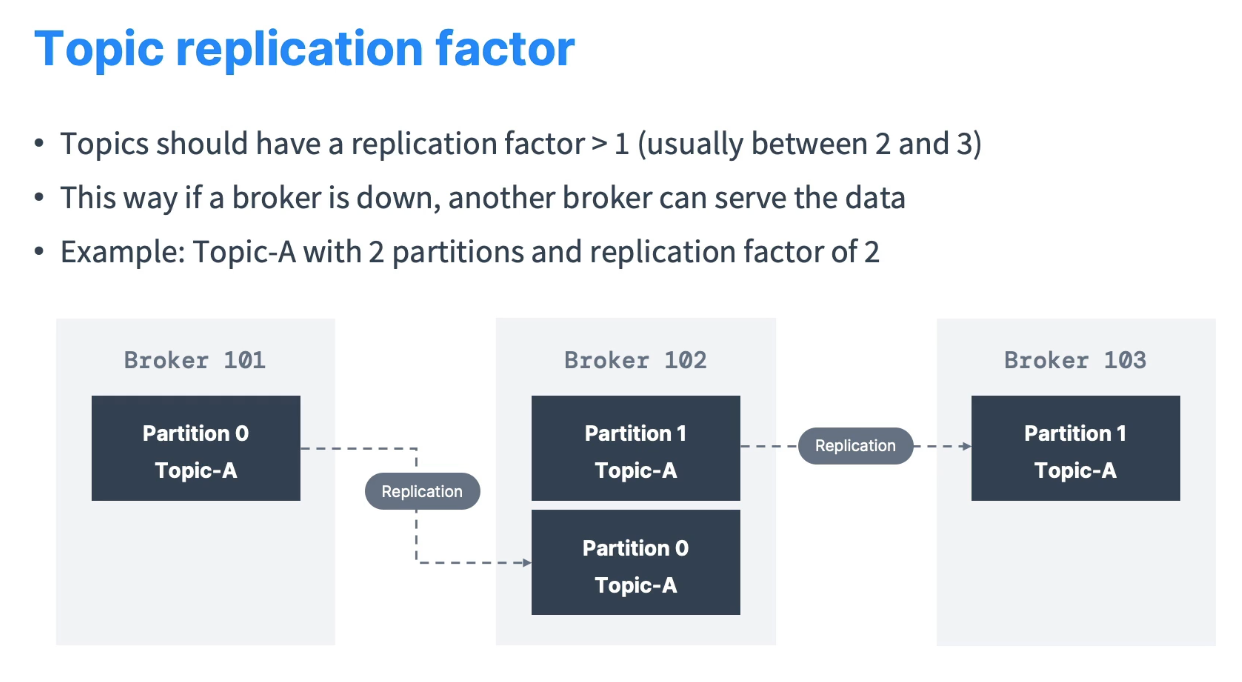 Topic replication factor
• Topics should have a replication factor > 1 (usually between 2 and 3)
• This way if a broker is down, another broker can serve the data
• Example: Topic-A with 2 partitions and replication factor of 2
Broker 101
Partition 0
Topic-A
Replication
Broker 102
Partition 1
Topic-A
Partition 0
Topic-A
Replication
Broker 103
Partition 1
Topic-A